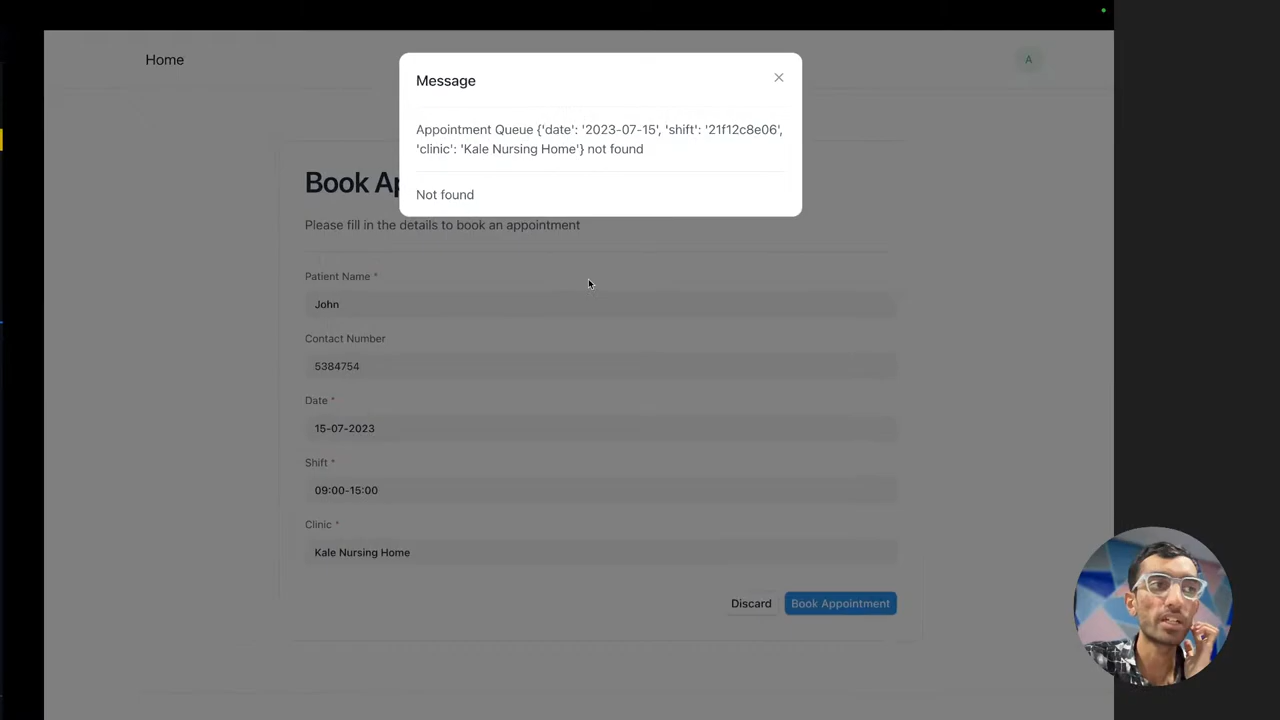 Home
A
Message
Appointment Queue {'date': '2023-07-15', 'shift': '21f12c8e06',
'clinic': 'Kale Nursing Home'} not found
Not found
Book Ap
Please fill in the details to book an appointment
Patient Name *
John
Contact Number
5384754
Date *
15-07-2023
Shift *
09:00-15:00
Clinic *
Kale Nursing Home
Discard
Book Appointment